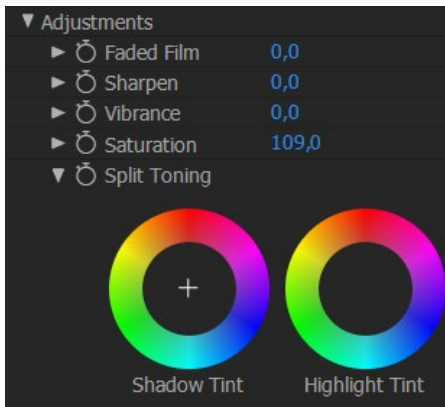 Adjustments
Faded Film 0,0
Sharpen 0,0
Vibrance 0,0
Saturation 109,0
Split Toning
Shadow Tint Highlight Tint